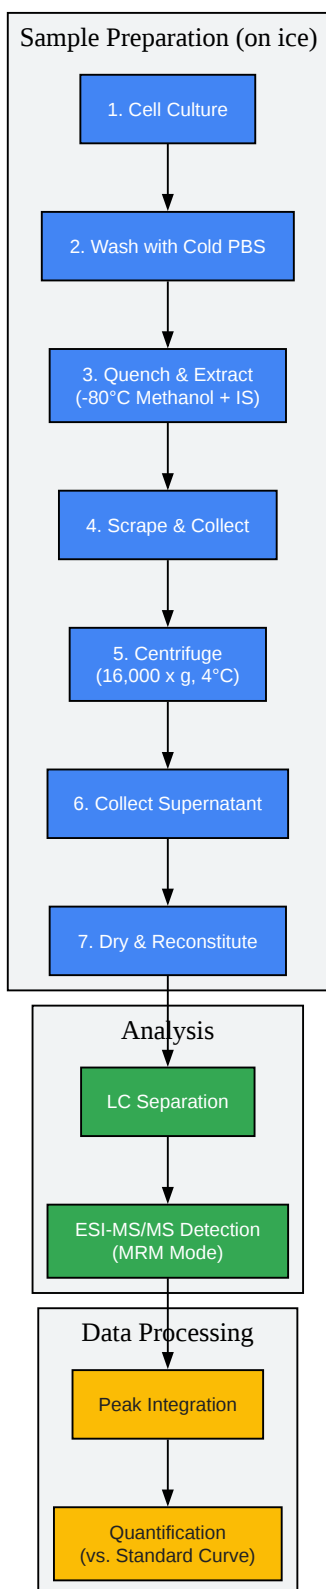 Sample Preparation (on ice)
1. Cell Culture
2. Wash with Cold PBS
3. Quench & Extract
(-80°C Methanol + IS)
4. Scrape & Collect
5. Centrifuge
(16,000 x g, 4°C)
6. Collect Supernatant
7. Dry & Reconstitute
Analysis
LC Separation
ESI-MS/MS Detection
(MRM Mode)
Data Processing
Peak Integration
Quantification
(vs. Standard Curve)